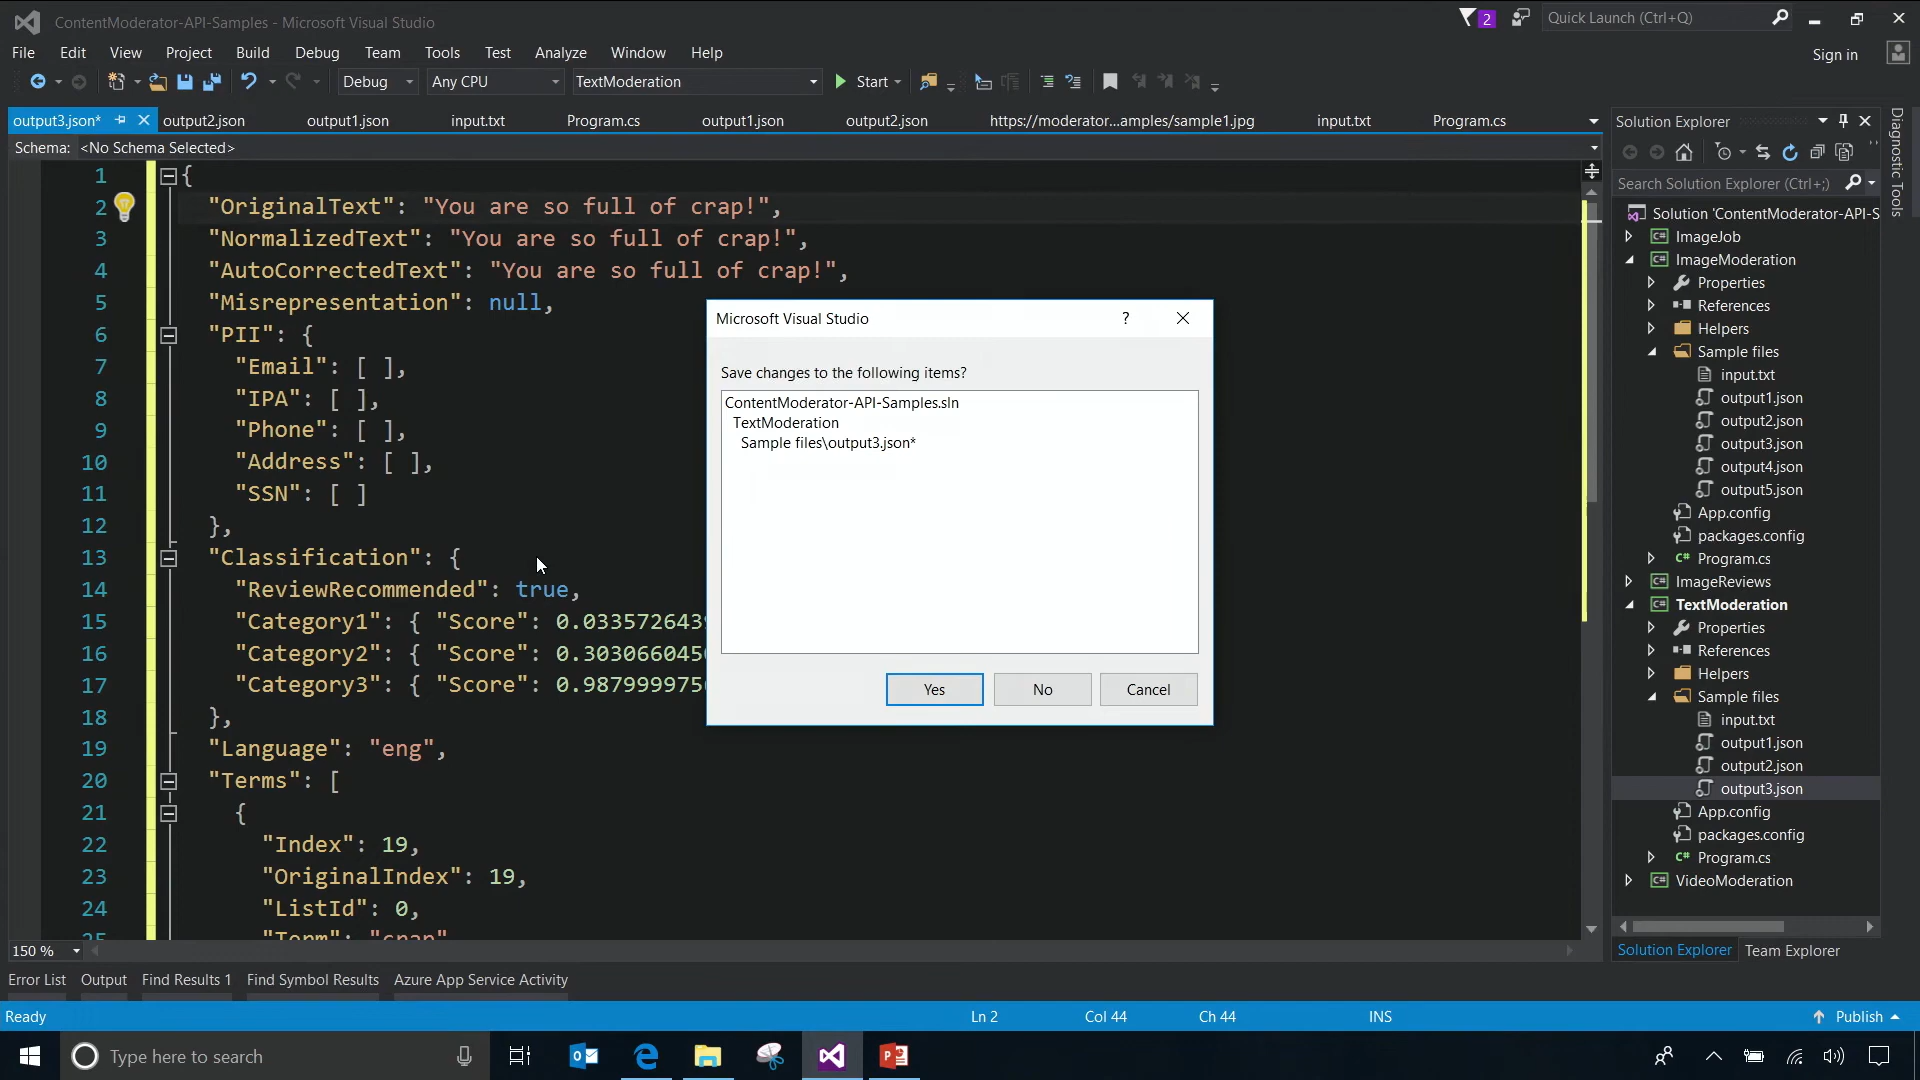 ContentModerator-API-Samples - Microsoft Visual Studio
2
Quick Launch (Ctrl+Q)
File Edit View Project Build Debug Team Tools Test Analyze Window Help
Sign in
Debug Any CPU TextModeration Start
output3.json* output2.json output1.json input.txt Program.cs output1.json output2.json https://moderator...amples/sample1.jpg input.txt Program.cs
Schema: <No Schema Selected>
1 {
2 "OriginalText": "You are so full of crap!",
3 "NormalizedText": "You are so full of crap!",
4 "AutoCorrectedText": "You are so full of crap!",
5 "Misrepresentation": null,
6 "PII": {
7 "Email": [ ],
8 "IPA": [ ],
9 "Phone": [ ],
10 "Address": [ ],
11 "SSN": [ ]
12 },
13 "Classification": {
14 "ReviewRecommended": true,
15 "Category1": { "Score": 0.033572643
16 "Category2": { "Score": 0.30306604
17 "Category3": { "Score": 0.98799997
18 },
19 "Language": "eng",
20 "Terms": [
21 {
22 "Index": 19,
23 "OriginalIndex": 19,
24 "ListId": 0,
25 "Term": "crap"
Microsoft Visual Studio ?
Save changes to the following items?
ContentModerator-API-Samples.sln
TextModeration
Sample files\output3.json*
Yes No Cancel
Solution Explorer
Search Solution Explorer (Ctrl+;)
Solution 'ContentModerator-API-S
ImageJob
ImageModeration
Properties
References
Helpers
Sample files
input.txt
output1.json
output2.json
output3.json
output4.json
output5.json
App.config
packages.config
Program.cs
ImageReviews
TextModeration
Properties
References
Helpers
Sample files
input.txt
output1.json
output2.json
output3.json
App.config
packages.config
Program.cs
VideoModeration
Solution Explorer Team Explorer
Diagnostic Tools
150 %
Error List Output Find Results 1 Find Symbol Results Azure App Service Activity
Ready Ln 2 Col 44 Ch 44 INS Publish
Type here to search